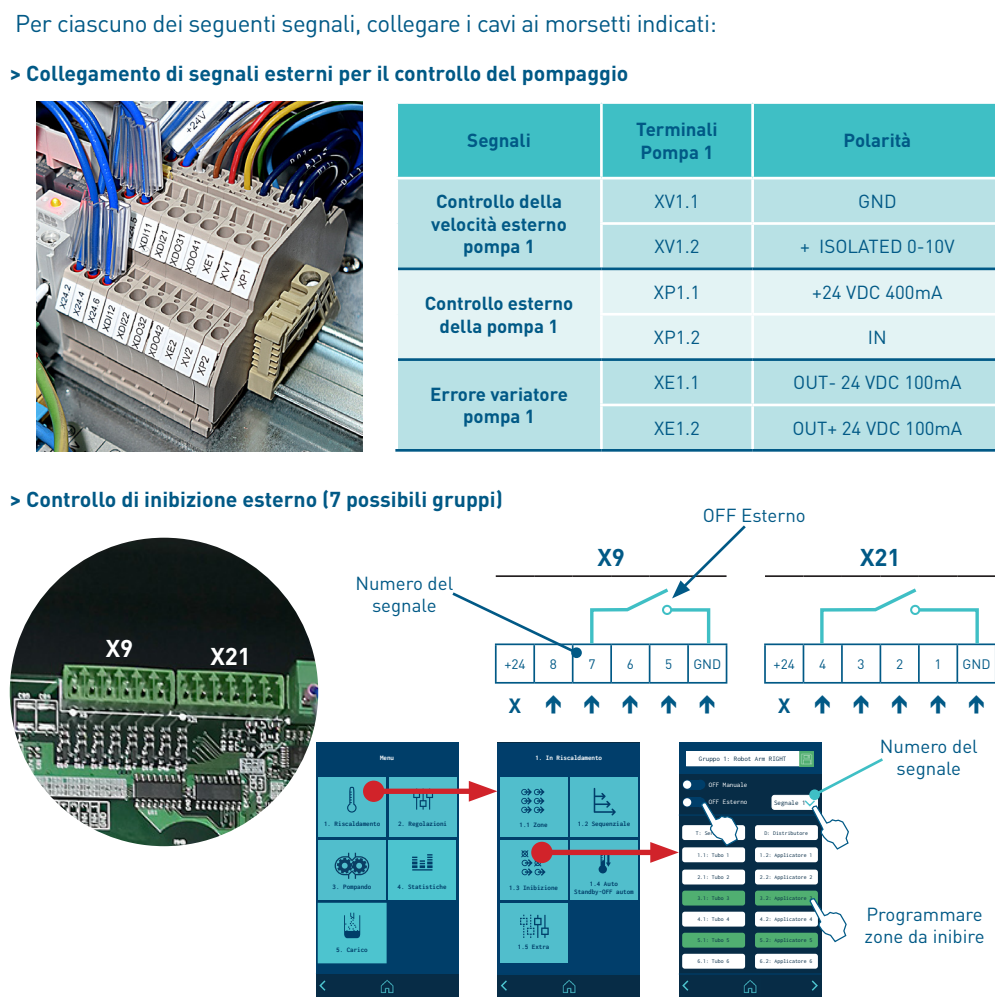 Per ciascuno dei seguenti segnali, collegare i cavi ai morsetti indicati:
> Collegamento di segnali esterni per il controllo del pompaggio
+24V
X24.5
XDI11
XDI21
XDO31
XDO41
XE1
XV1
XP1
X24.2
X24.4
X24.6
XDI12
XDI22
XDO32
XDO42
XE2
XV2
XP2
Segnali
Terminali
Pompa 1
Polarità
Controllo della
velocità esterno
pompa 1
XV1.1
GND
XV1.2
+ ISOLATED 0-10V
Controllo esterno
della pompa 1
XP1.1
+24 VDC 400mA
XP1.2
IN
Errore variatore
pompa 1
XE1.1
OUT- 24 VDC 100mA
XE1.2
OUT+ 24 VDC 100mA
> Controllo di inibizione esterno (7 possibili gruppi)
X9
X21
OFF Esterno
Numero del
segnale
X9
+24 8 7 6 5 GND
X
X21
+24 4 3 2 1 GND
X
Menu
1. Riscaldamento
2. Regolazioni
3. Pompando
4. Statistiche
5. Carico
1. In Riscaldamento
1.1 Zone
1.2 Sequenziale
1.3 Inibizione
1.4 Auto
Standby-OFF autom
1.5 Extra
Gruppo 1: Robot Arm RIGHT
OFF Manuale
OFF Esterno
Segnale 1
D: Distributore
1.1: Tubo 1
1.2: Applicatore 1
2.1: Tubo 2
2.2: Applicatore 2
3.1: Tubo 3
3.2: Applicatore
4.1: Tubo 4
4.2: Applicatore 4
5.1: Tubo 5
5.2: Applicatore 5
6.1: Tubo 6
6.2: Applicatore 6
Numero del
segnale
Programmare
zone da inibire